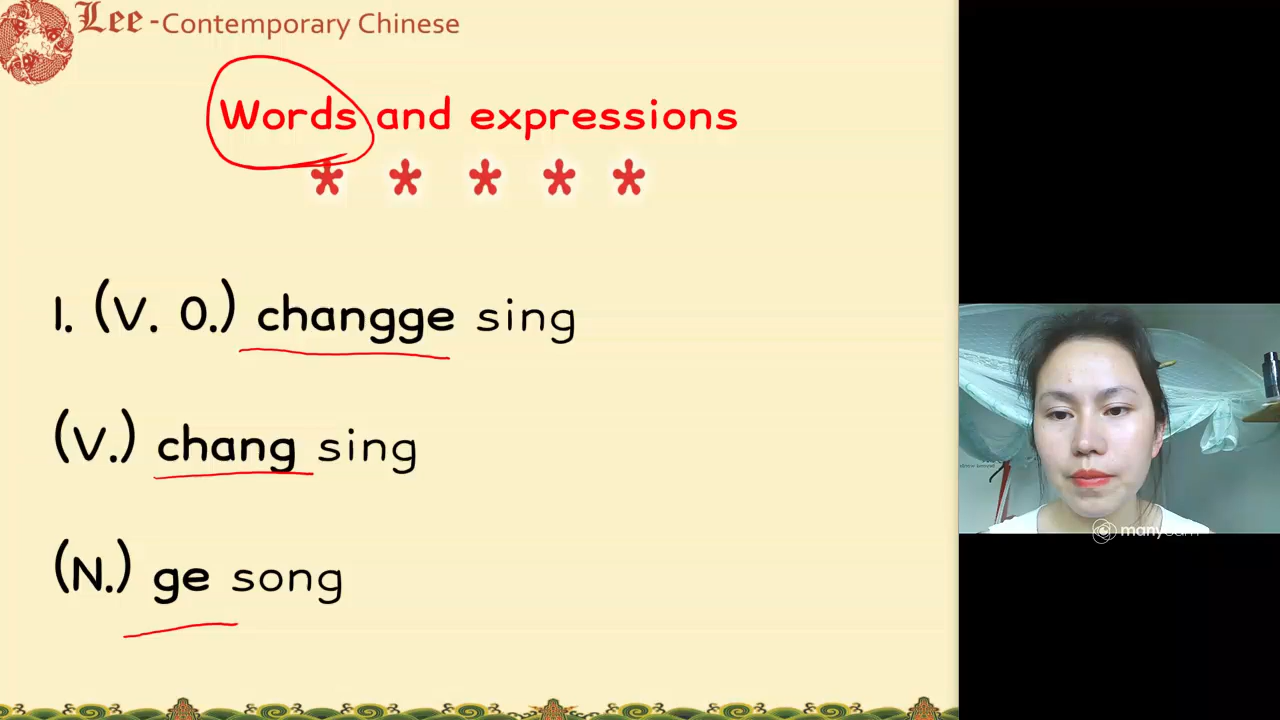 Lee -Contemporary Chinese
Words and expressions
* * * * *
1. (V. O.) changge sing
(V.) chang sing
(N.) ge song
manycam